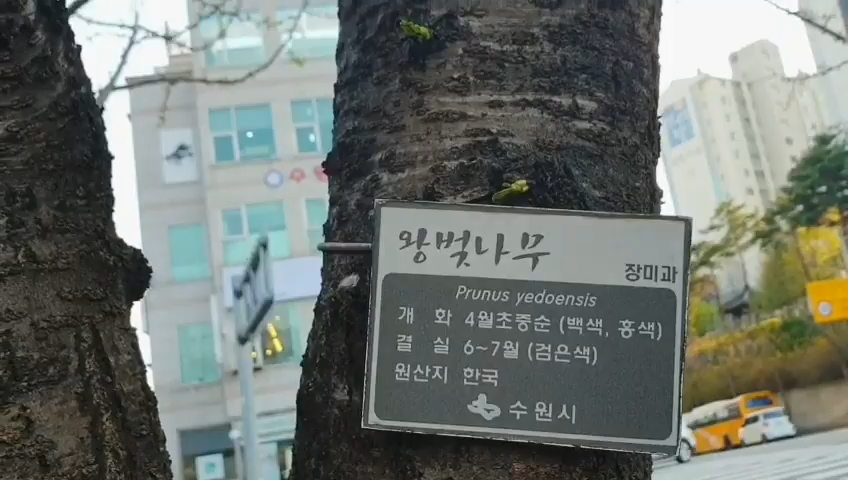 왕벚나무
장미과
Prunus yedoensis
개 화 4월초중순 (백색, 홍색)
결 실 6~7월 (검은색)
원산지 한국
수원시